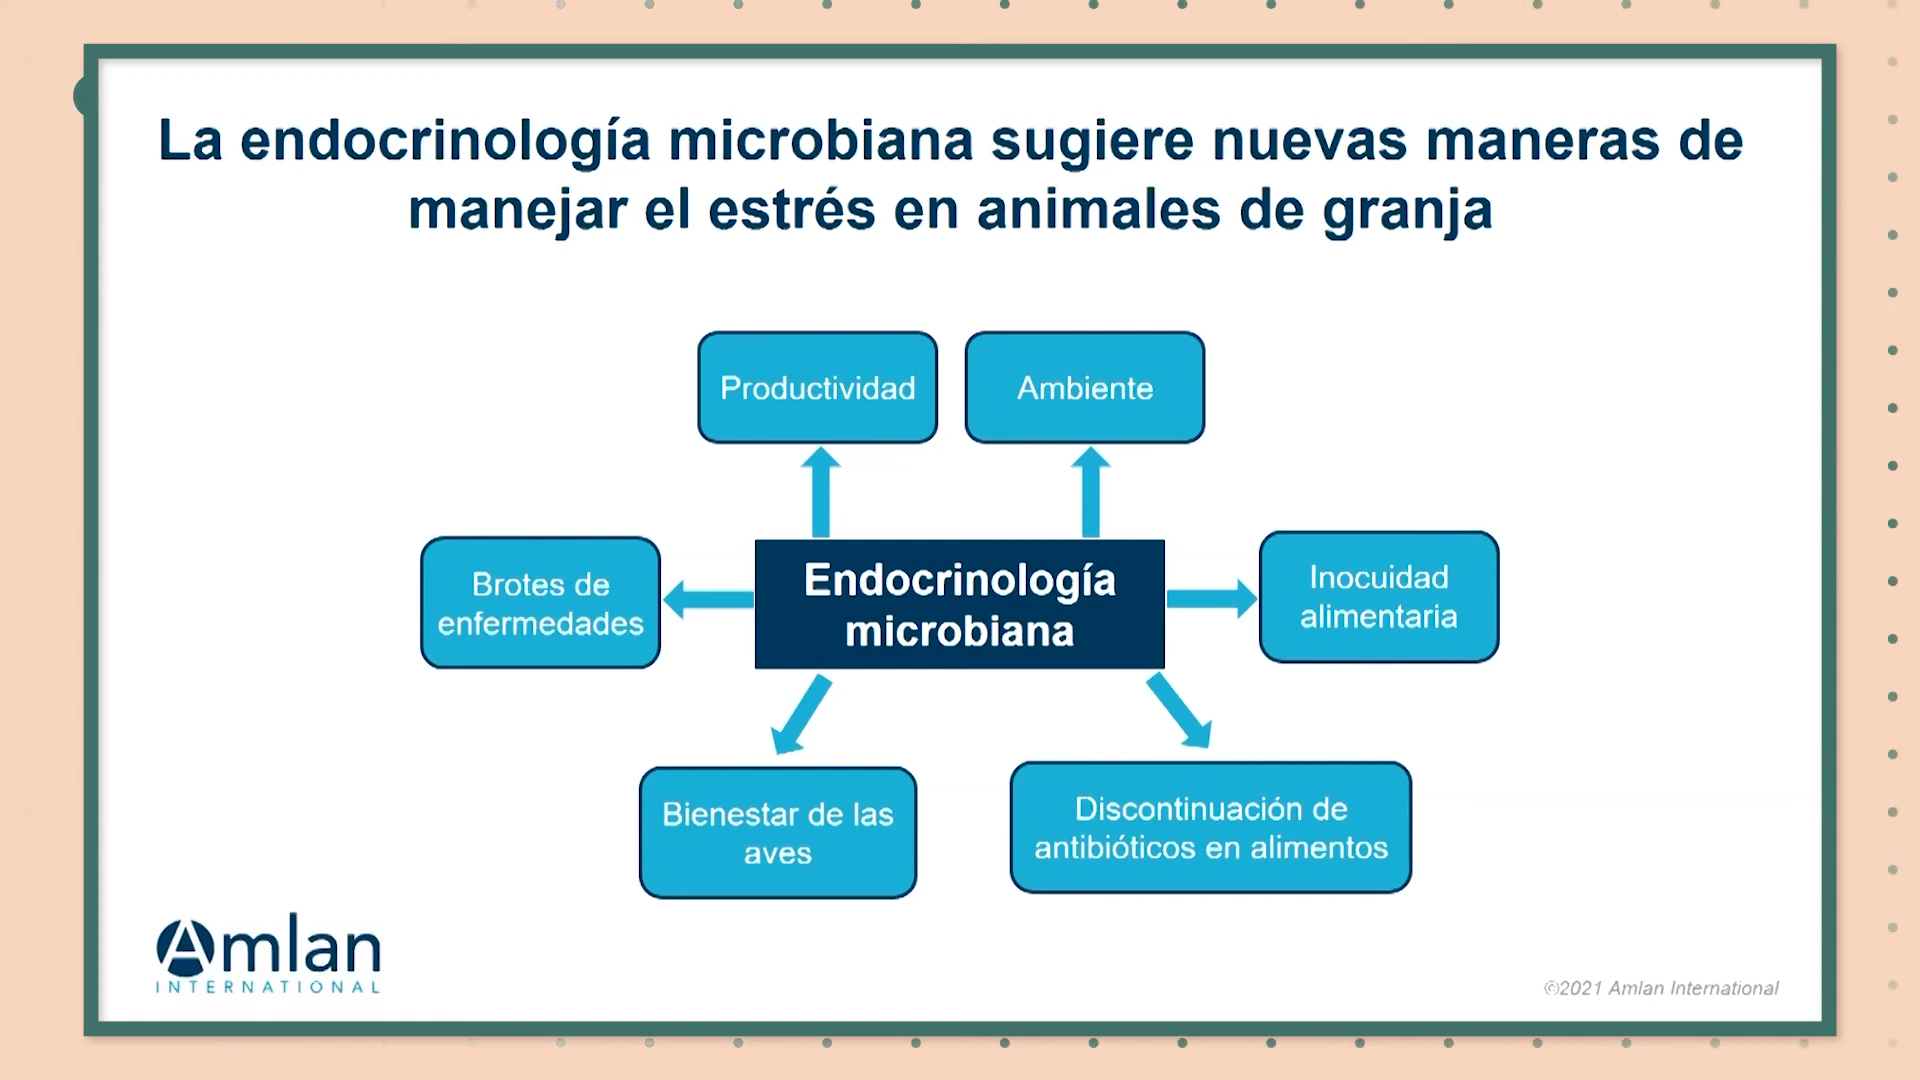 La endocrinología microbiana sugiere nuevas maneras de
manejar el estrés en animales de granja
Productividad
Ambiente
Brotes de
enfermedades
Endocrinología
microbiana
Inocuidad
alimentaria
Bienestar de las
aves
Discontinuación de
antibióticos en alimentos
Amlan
INTERNATIONAL
©2021 Amlan International